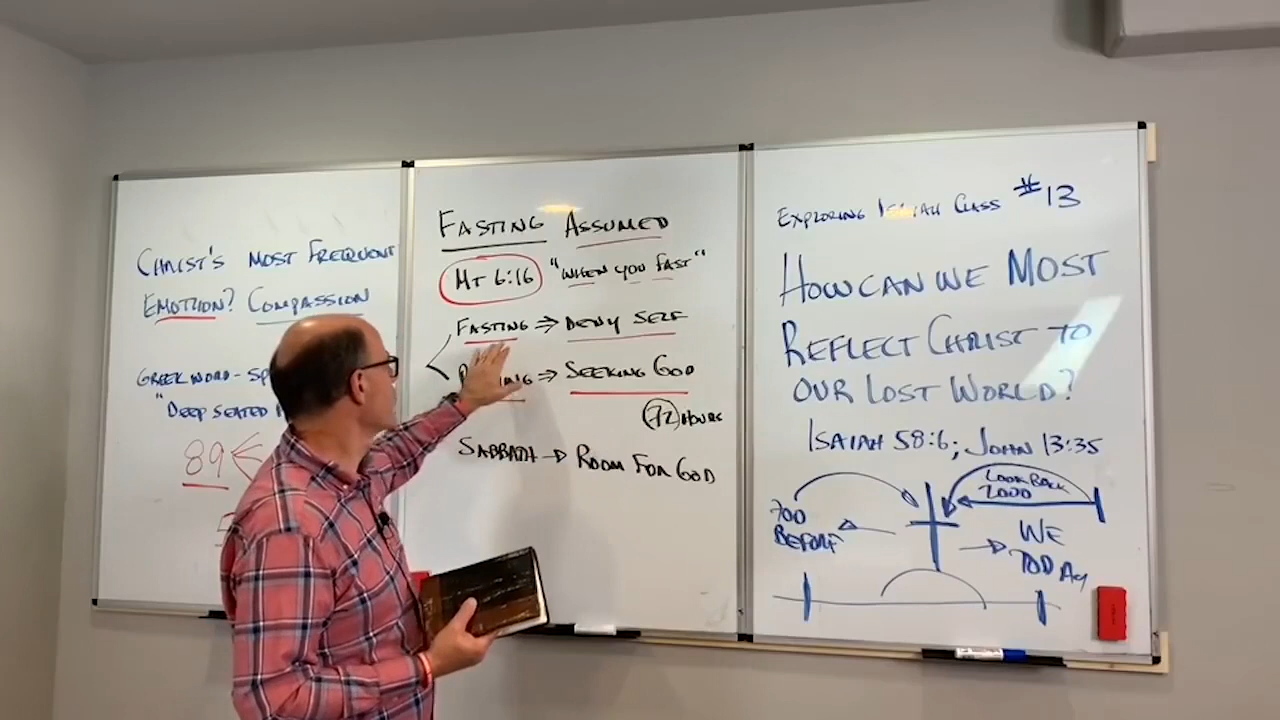 Christ's Most Frequent
Emotion? Compassion
Greek Word - Sp
"Deep Seated
89
Fasting Assumed
Mt 6:16 "When you fast"
Fasting ⇒ Deny Self
⇒ Seeking God
72 Hours
Sabbath → Room for God
Exploring Isaiah Class #13
How can we Most
Reflect Christ to
our Lost World?
Isaiah 58:6; John 13:35
Look Back
2000
700
Before
We
Today